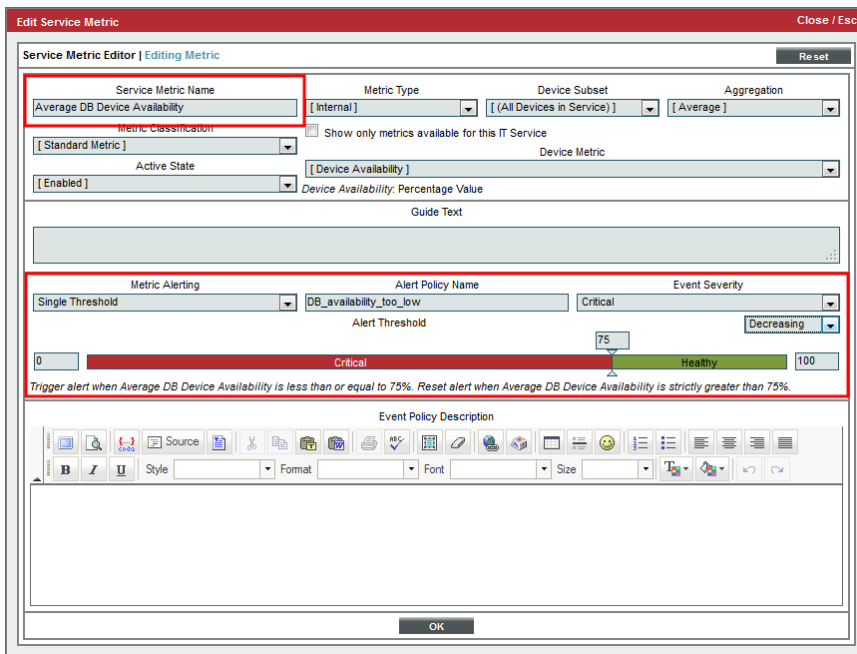 Edit Service Metric Close / Esc
Service Metric Editor | Editing Metric Reset
Service Metric Name Metric Type Device Subset Aggregation
Average DB Device Availability [ Internal ] [ (All Devices in Service) ] [ Average ]
Metric Classification Show only metrics available for this IT Service
[ Standard Metric ] Device Metric
Active State [ Device Availability ]
[ Enabled ] Device Availability: Percentage Value
Guide Text
Metric Alerting Alert Policy Name Event Severity
Single Threshold DB_availability_too_low Critical
Alert Threshold Decreasing
75
0 Critical Healthy 100
Trigger alert when Average DB Device Availability is less than or equal to 75%. Reset alert when Average DB Device Availability is strictly greater than 75%.
Event Policy Description
{...} code Source ABC
B I U Style Format Font Size T
OK